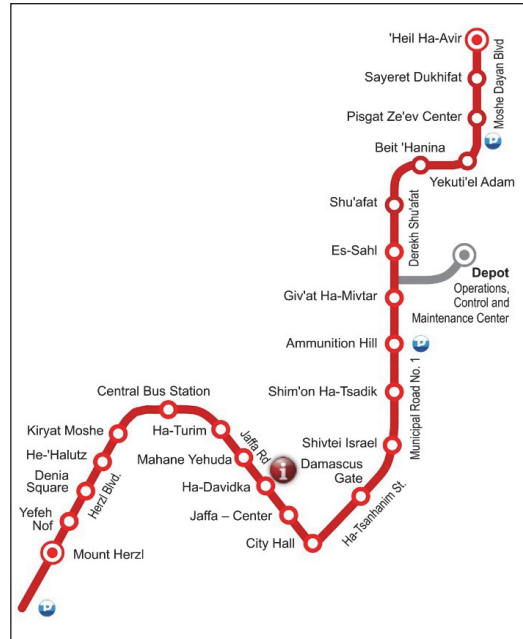 'Heil Ha-Avir
Sayeret Dukhifat
Moshe Dayan Blvd
Pisgat Ze'ev Center
Beit 'Hanina
Yekuti'el Adam
Shu'afat
Derekh Shu'afat
Es-Sahl
Depot
Operations,
Control and
Maintenance Center
Giv'at Ha-Mivtar
Ammunition Hill
Municipal Road No. 1
Shim'on Ha-Tsadik
Shivtei Israel
Damascus
Gate
Ha-Tsanhanim St.
City Hall
Jaffa – Center
Ha-Davidka
i
Jaffa Rd
Mahane Yehuda
Ha-Turim
Central Bus Station
Kiryat Moshe
He-'Halutz
Herzl Blvd.
Denia
Square
Yefeh
Nof
Mount Herzl